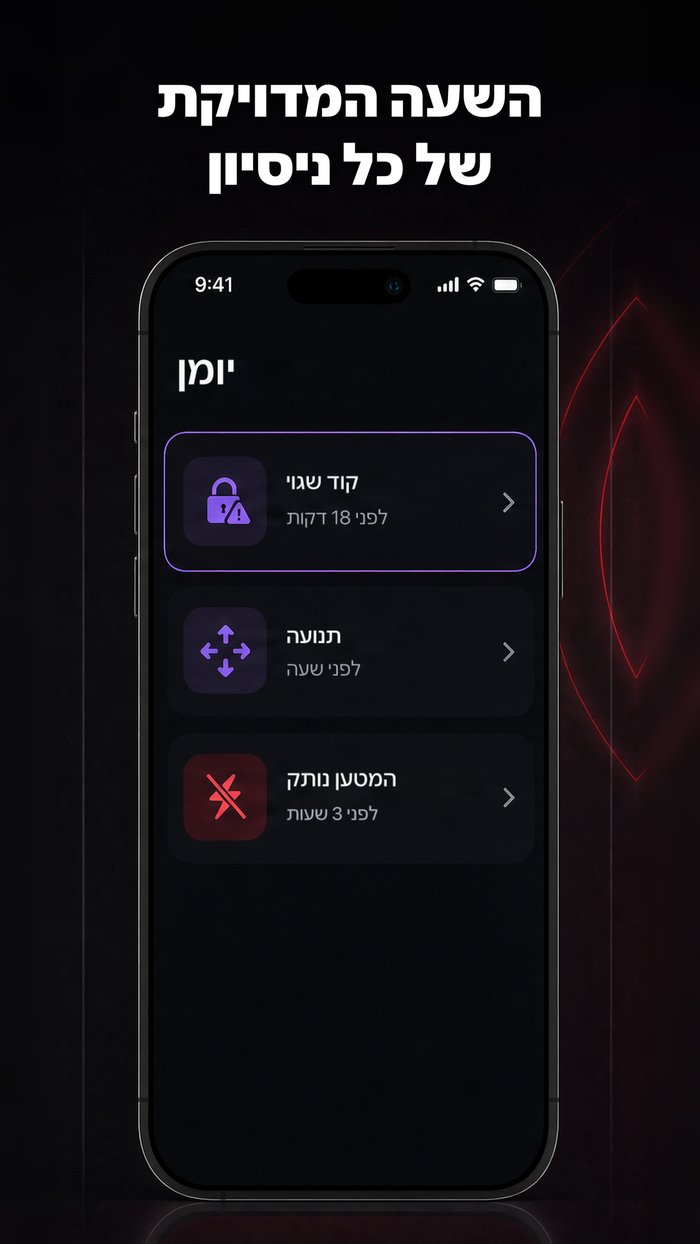 השעה המדויקת
של כל ניסיון
9:41
יומן
קוד שגוי
לפני 18 דקות
תנועה
לפני שעה
המטען נותק
לפני 3 שעות